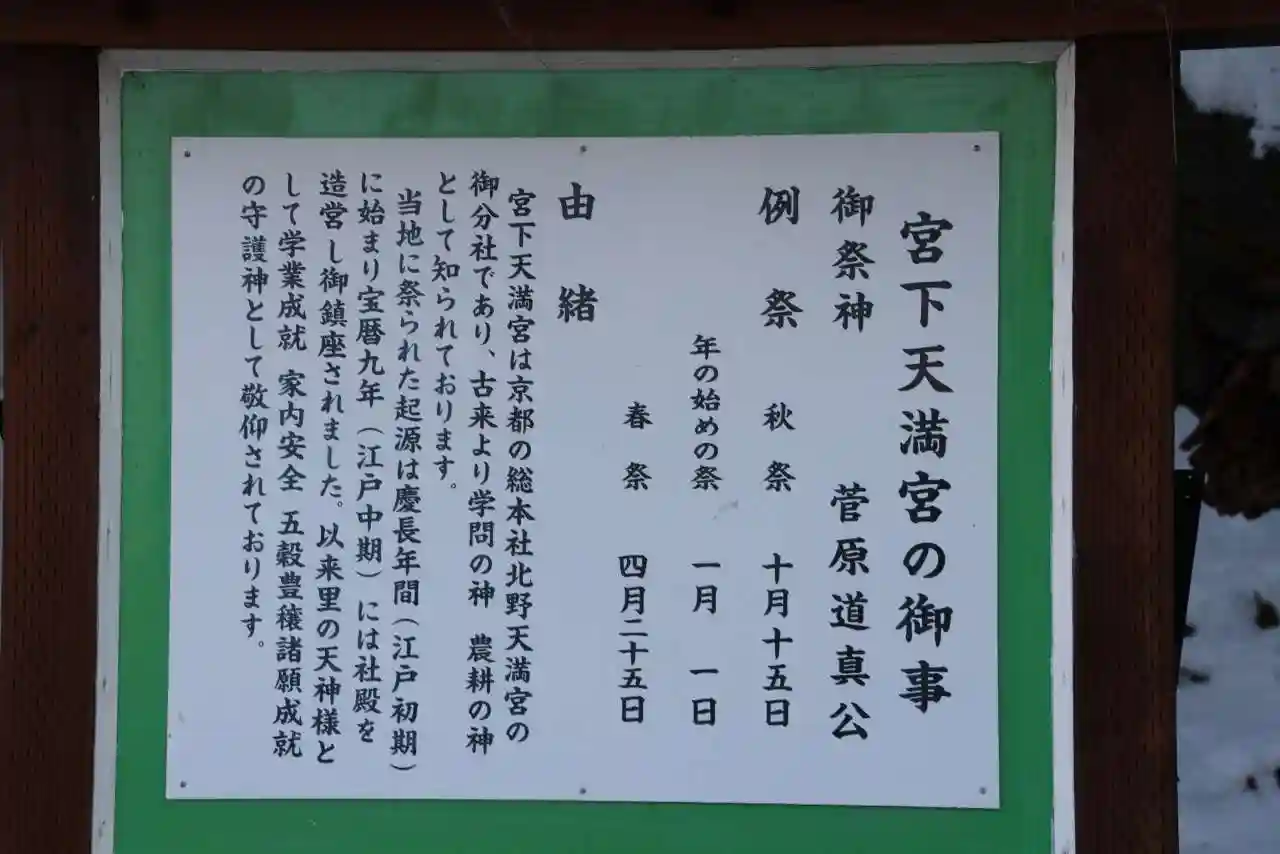 宮下天満宮の御事
御祭神 菅原道真公
例祭 秋祭 十月十五日
年の始めの祭 一月一日
春祭 四月二十五日
由緒
宮下天満宮は京都の総本社北野天満宮の
御分社であり、古来より学問の神 農耕の神
として知られております。
当地に祭られた起源は慶長年間(江戸初期)
に始まり宝暦九年(江戸中期)には社殿を
造営し御鎮座されました。以来里の天神様と
して学業成就 家内安全 五穀豊穣諸願成就
の守護神として敬仰されております。